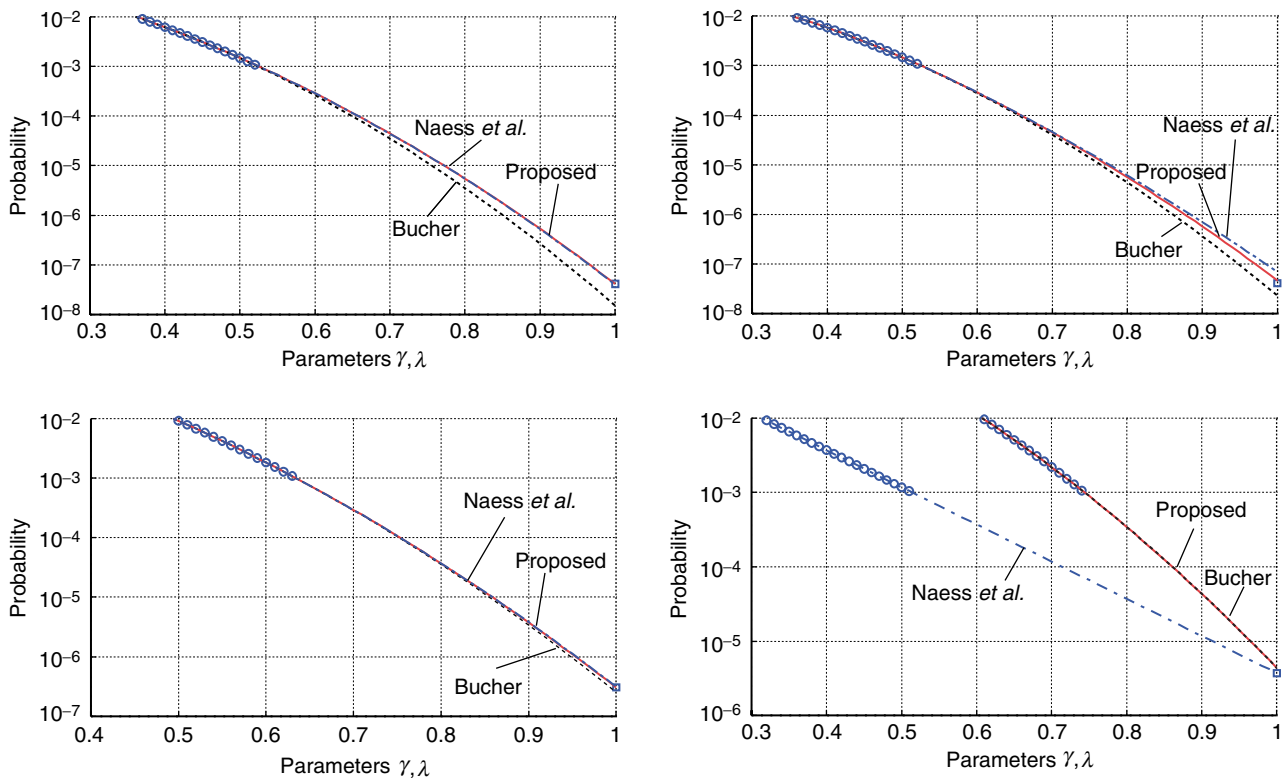 10−2
10−3
10−4
10−5
10−6
10−7
10−8
Probability
Naess et al.
Proposed
Bucher
0.3 0.4 0.5 0.6 0.7 0.8 0.9 1
Parameters γ, λ
10−2
10−3
10−4
10−5
10−6
10−7
10−8
Probability
Naess et al.
Proposed
Bucher
0.3 0.4 0.5 0.6 0.7 0.8 0.9 1
Parameters γ, λ
10−2
10−3
10−4
10−5
10−6
10−7
Probability
Naess et al.
Proposed
Bucher
0.4 0.5 0.6 0.7 0.8 0.9 1
Parameters γ, λ
10−2
10−3
10−4
10−5
10−6
Probability
Proposed
Bucher
Naess et al.
0.3 0.4 0.5 0.6 0.7 0.8 0.9 1
Parameters γ, λ